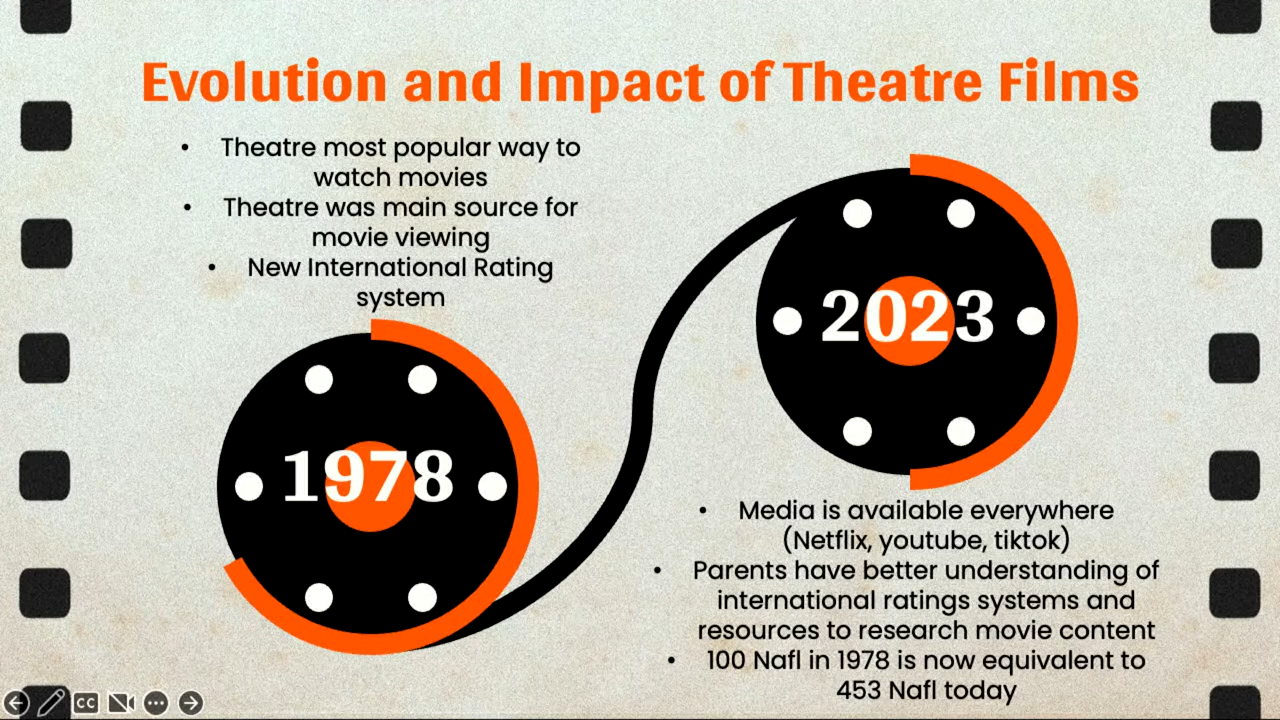 Evolution and Impact of Theatre Films
• Theatre most popular way to
watch movies
• Theatre was main source for
movie viewing
• New International Rating
system
1978
2023
• Media is available everywhere
(Netflix, youtube, tiktok)
• Parents have better understanding of
international ratings systems and
resources to research movie content
• 100 Nafl in 1978 is now equivalent to
453 Nafl today
CC